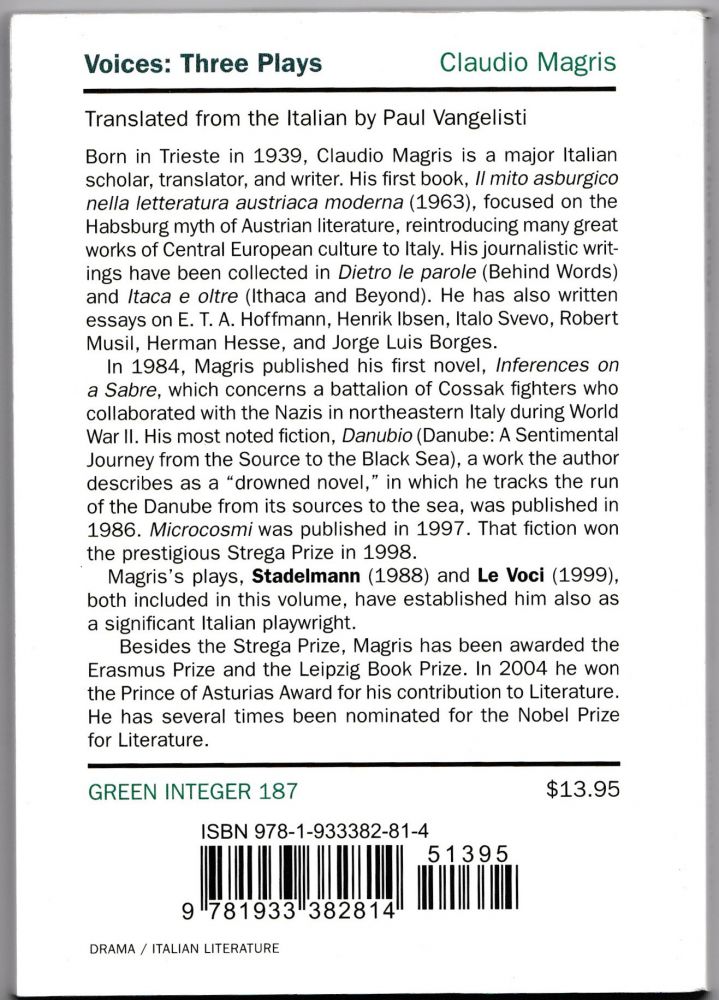 Voices: Three Plays Claudio Magris
Translated from the Italian by Paul Vangelisti
Born in Trieste in 1939, Claudio Magris is a major Italian
scholar, translator, and writer. His first book, Il mito asburgico
nella letteratura austriaca moderna (1963), focused on the
Habsburg myth of Austrian literature, reintroducing many great
works of Central European culture to Italy. His journalistic writ-
ings have been collected in Dietro le parole (Behind Words)
and Itaca e oltre (Ithaca and Beyond). He has also written
essays on E. T. A. Hoffmann, Henrik Ibsen, Italo Svevo, Robert
Musil, Herman Hesse, and Jorge Luis Borges.
In 1984, Magris published his first novel, Inferences on
a Sabre, which concerns a battalion of Cossak fighters who
collaborated with the Nazis in northeastern Italy during World
War II. His most noted fiction, Danubio (Danube: A Sentimental
Journey from the Source to the Black Sea), a work the author
describes as a “drowned novel,” in which he tracks the run
of the Danube from its sources to the sea, was published in
1986. Microcosmi was published in 1997. That fiction won
the prestigious Strega Prize in 1998.
Magris's plays, Stadelmann (1988) and Le Voci (1999),
both included in this volume, have established him also as
a significant Italian playwright.
Besides the Strega Prize, Magris has been awarded the
Erasmus Prize and the Leipzig Book Prize. In 2004 he won
the Prince of Asturias Award for his contribution to Literature.
He has several times been nominated for the Nobel Prize
for Literature.
GREEN INTEGER 187 $13.95
ISBN 978-1-933382-81-4
51395
9 781933 382814
DRAMA / ITALIAN LITERATURE